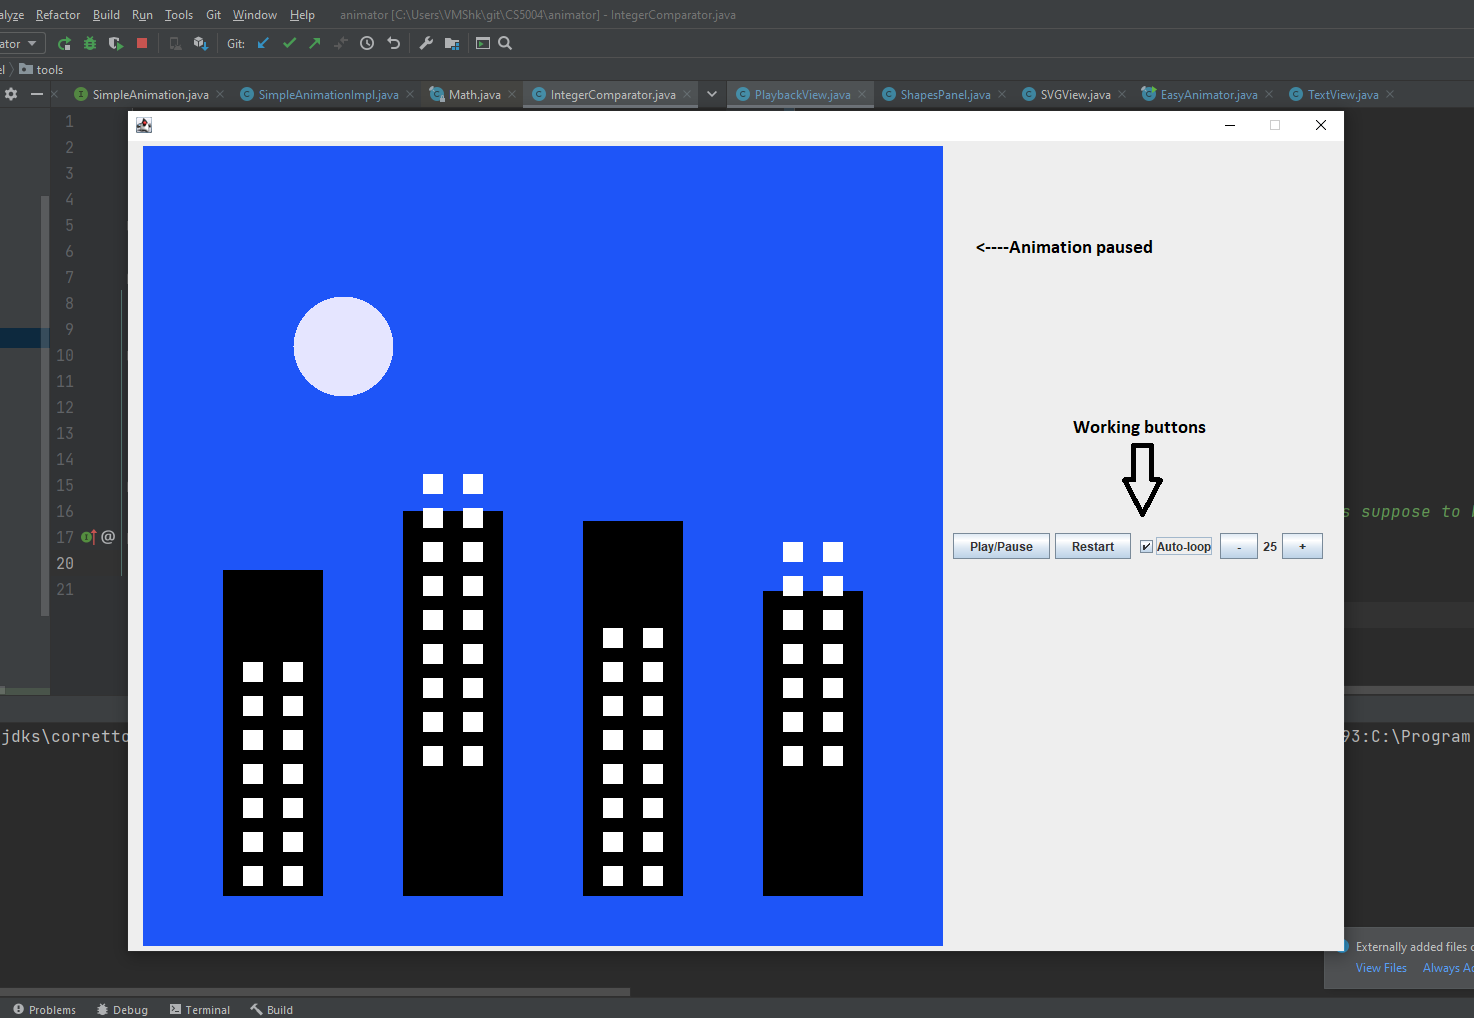 alyze Refactor Build Run Tools Git Window Help animator [C:\Users\VMShk\git\CS5004\animator] - IntegerComparator.java
ator Git:
el tools
SimpleAnimation.java SimpleAnimationImpl.java Math.java IntegerComparator.java PlaybackView.java ShapesPanel.java SVGView.java EasyAnimator.java TextView.java
1
2
3
4
5
6
<----Animation paused
7
8
9
10
11
12
13
Working buttons
14
15
16
s suppose to
17 @
Play/Pause Restart Auto-loop - 25 +
20
21
jdks\corretto
93:C:\Program
Externally added files
View Files Always
Problems Debug Terminal Build